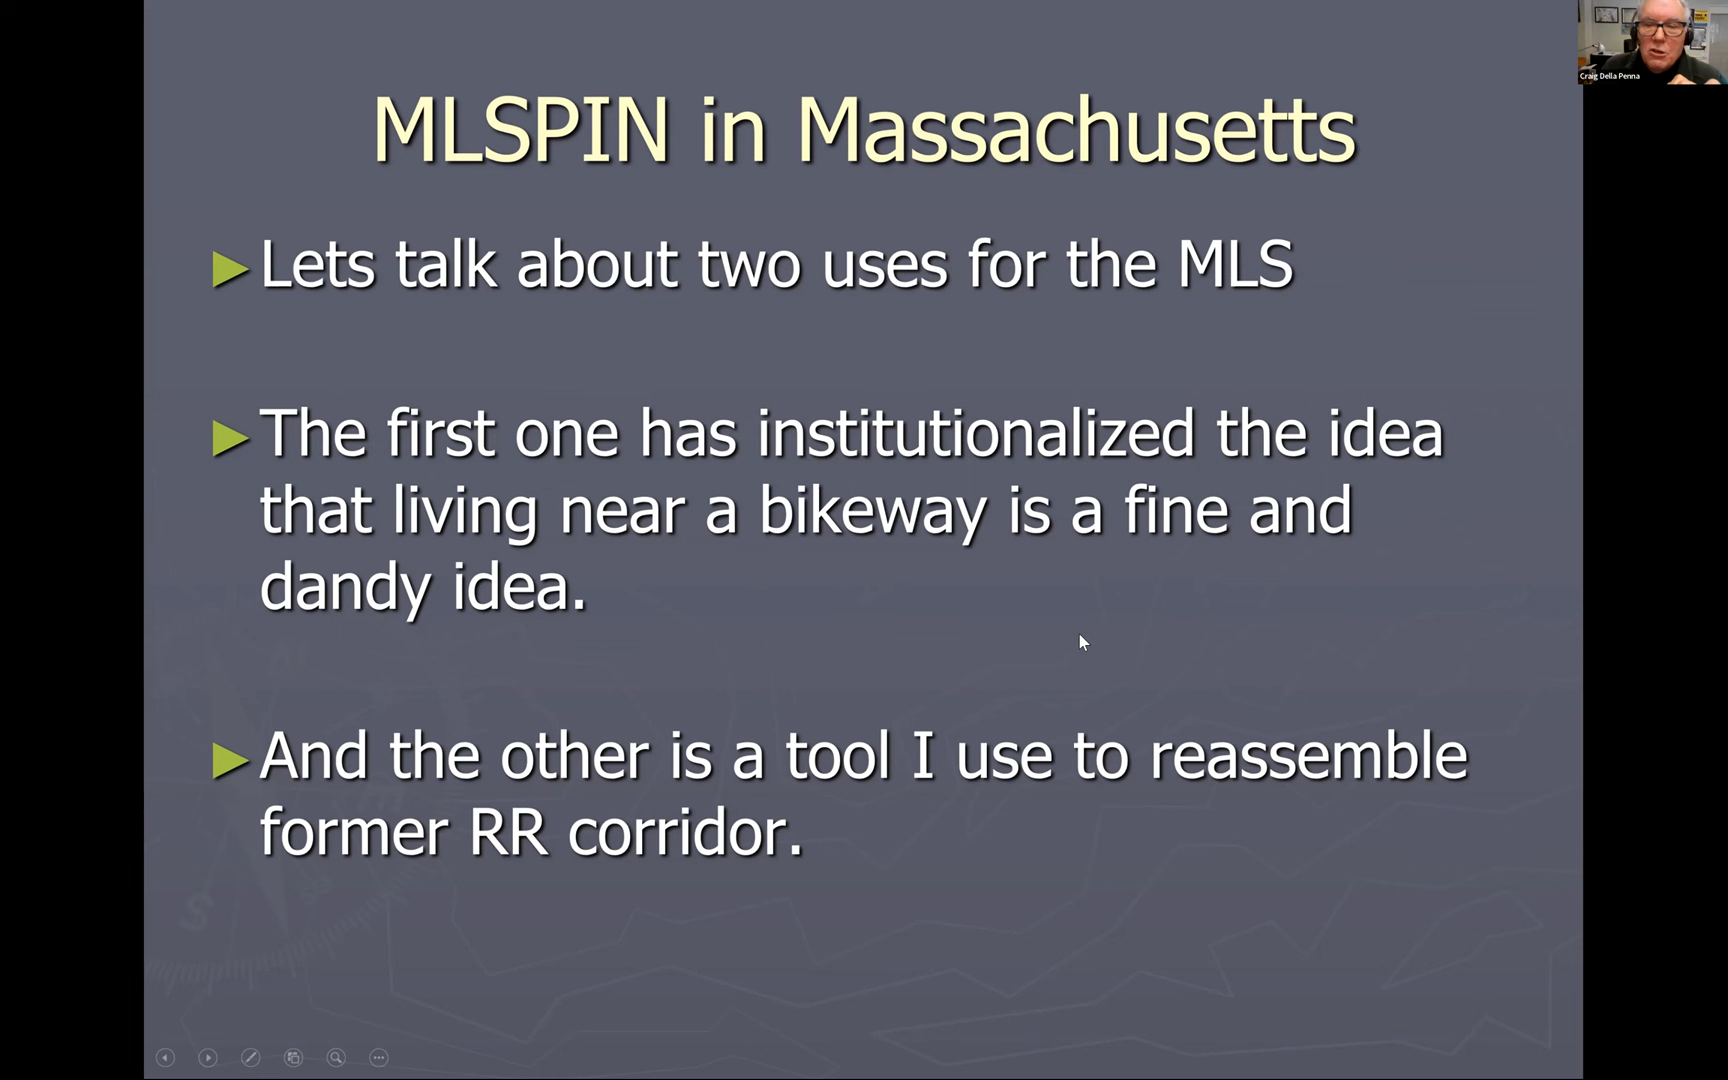 Craig Della Penna
MLSPIN in Massachusetts
Lets talk about two uses for the MLS
The first one has institutionalized the idea
that living near a bikeway is a fine and
dandy idea.
And the other is a tool I use to reassemble
former RR corridor.
S